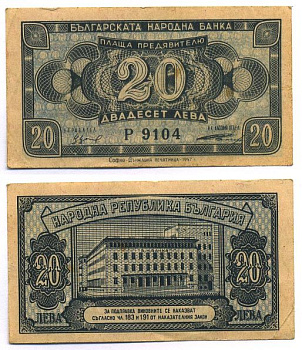 БЪЛГАРСКАТА НАРОДНА БАНКА
ПЛАЩА ПРЕДЯВИТЕЛЮ
20
ДВАДЕСЕТ ЛЕВА
20
Р 9104
20
НАРОДНА РЕПУБЛИКА БЪЛГАРИЯ
20
20
ЛЕВА
ЗА ПОДПРАВКА ВИНОВНИТЕ СЕ НАКАЗВАТ
СЪГЛАСНО ЧЛ. 183 И 191 ОТ НАКАЗАТЕЛНИЯ ЗАКОН
ЛЕВА